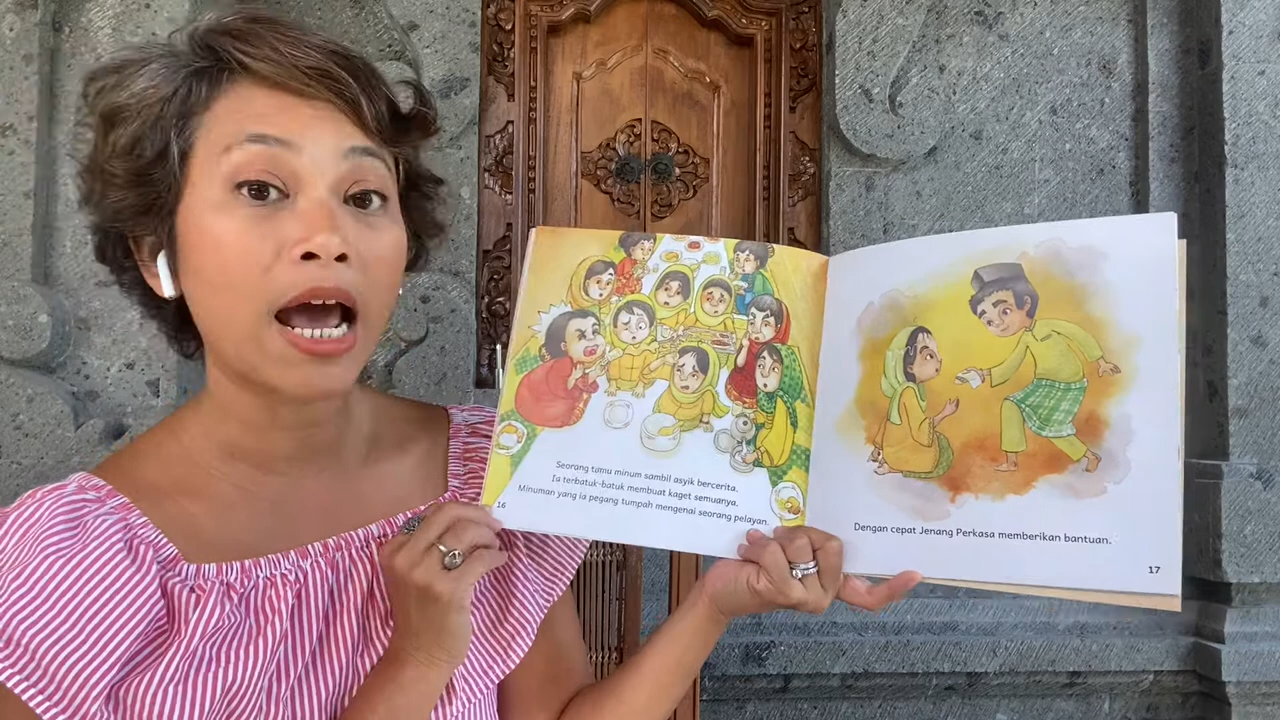 Seorang tamu minum sambil asyik bercerita.
Ia terbatuk-batuk membuat kaget semuanya.
Minuman yang ia pegang tumpah mengenai seorang pelayan.
16
Dengan cepat Jenang Perkasa memberikan bantuan.
17